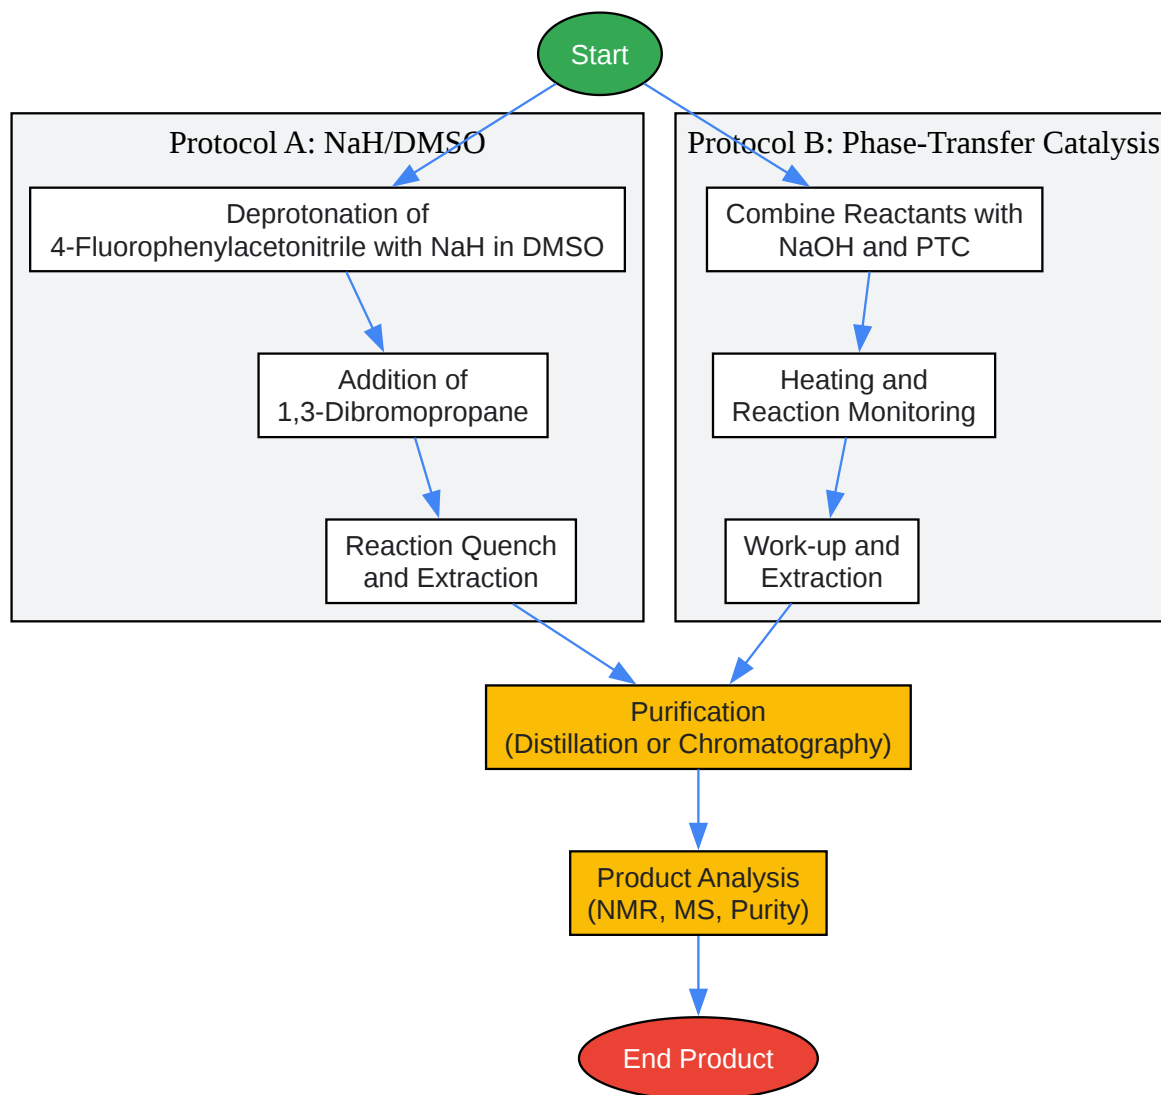 Start
Protocol A: NaH/DMSO
Deprotonation of
4-Fluorophenylacetonitrile with NaH in DMSO
Addition of
1,3-Dibromopropane
Reaction Quench
and Extraction
Protocol B: Phase-Transfer Catalysis
Combine Reactants with
NaOH and PTC
Heating and
Reaction Monitoring
Work-up and
Extraction
Purification
(Distillation or Chromatography)
Product Analysis
(NMR, MS, Purity)
End Product